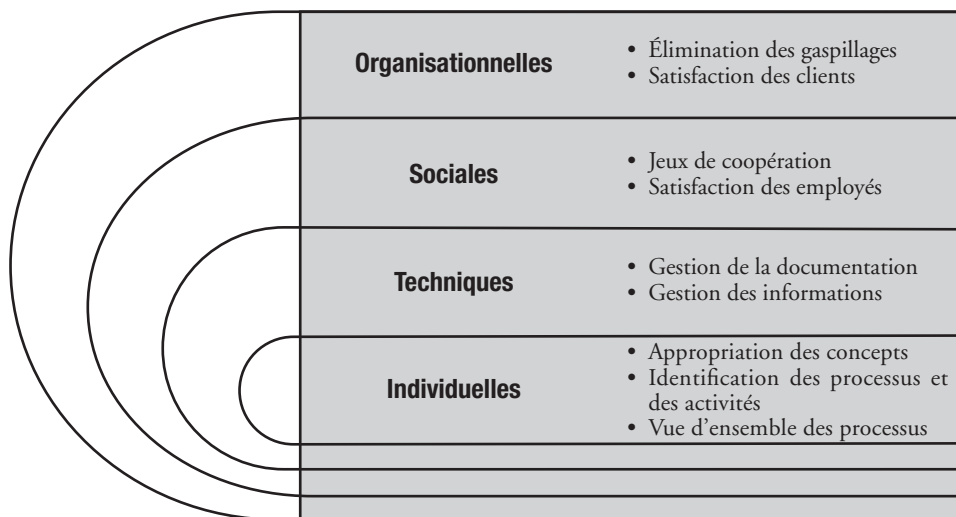 Organisationnelles
• Élimination des gaspillages
• Satisfaction des clients
Sociales
• Jeux de coopération
• Satisfaction des employés
Techniques
• Gestion de la documentation
• Gestion des informations
Individuelles
• Appropriation des concepts
• Identification des processus et
des activités
• Vue d'ensemble des processus